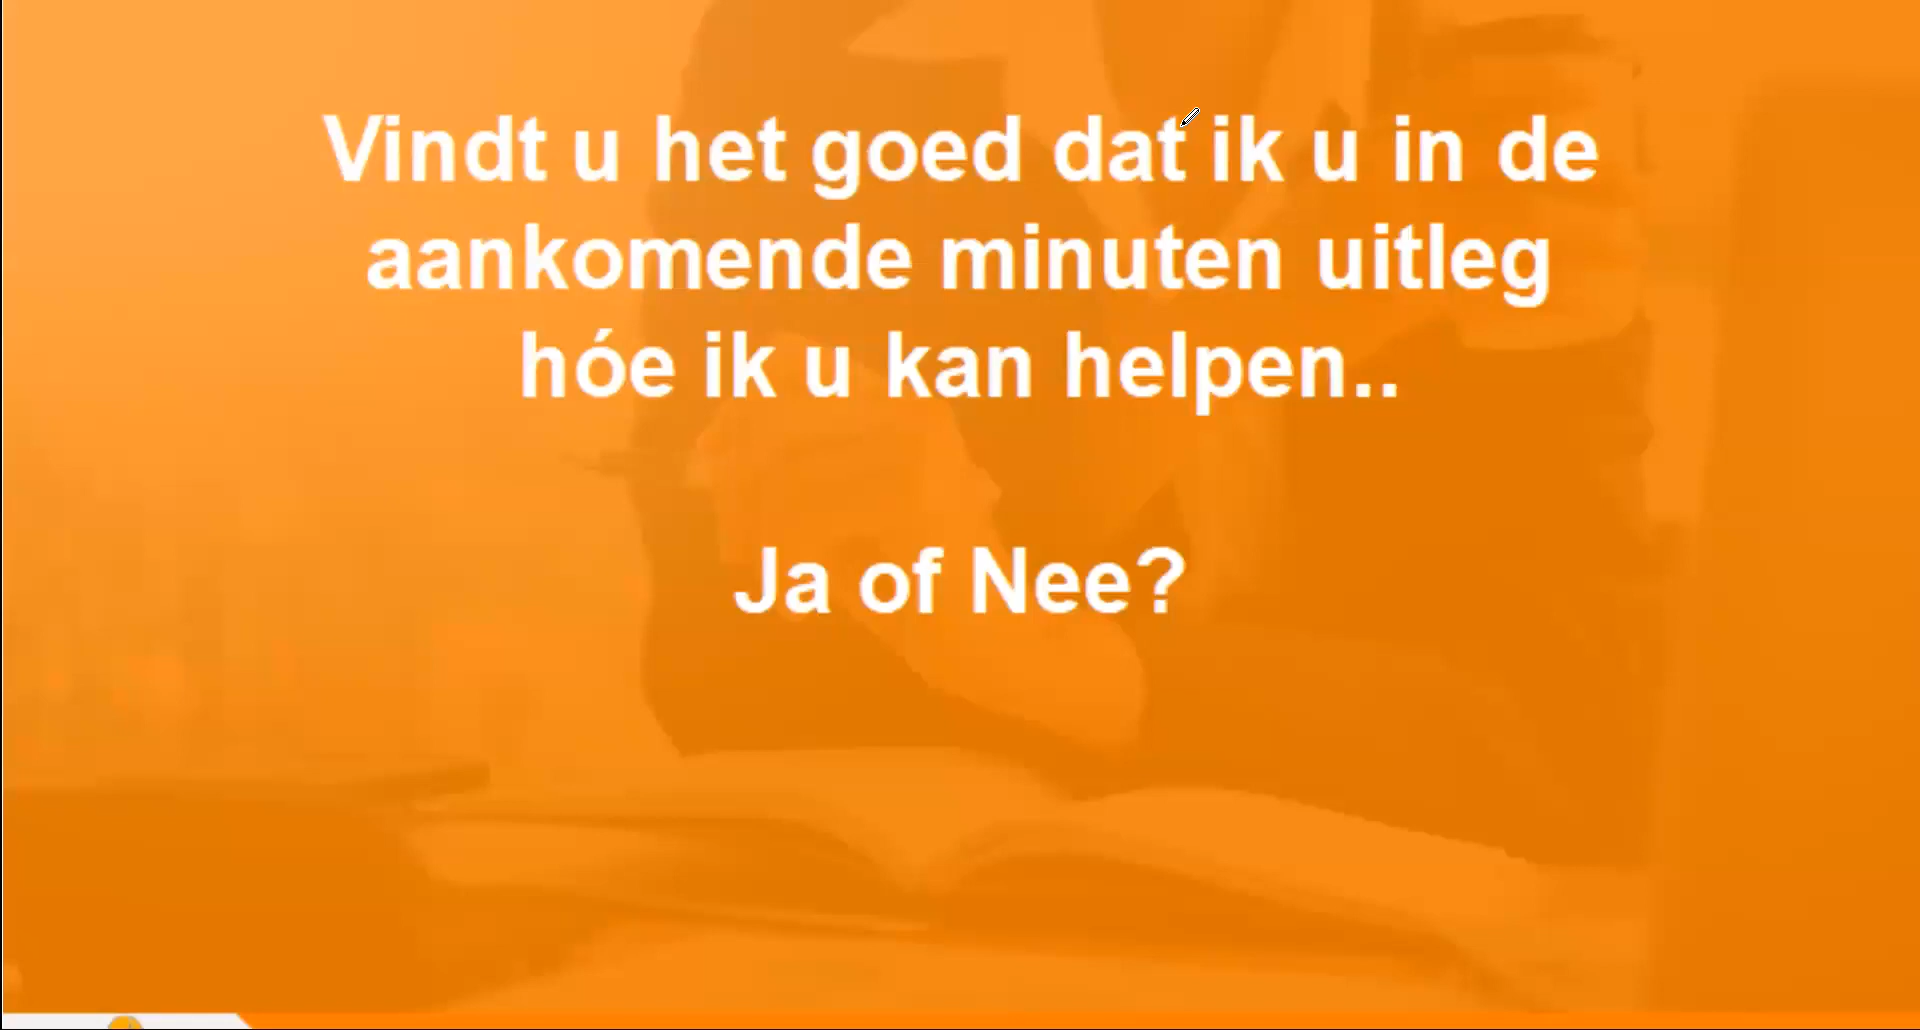 Vindt u het goed dat ik u in de
aankomende minuten uitleg
hóe ik u kan helpen..
Ja of Nee?